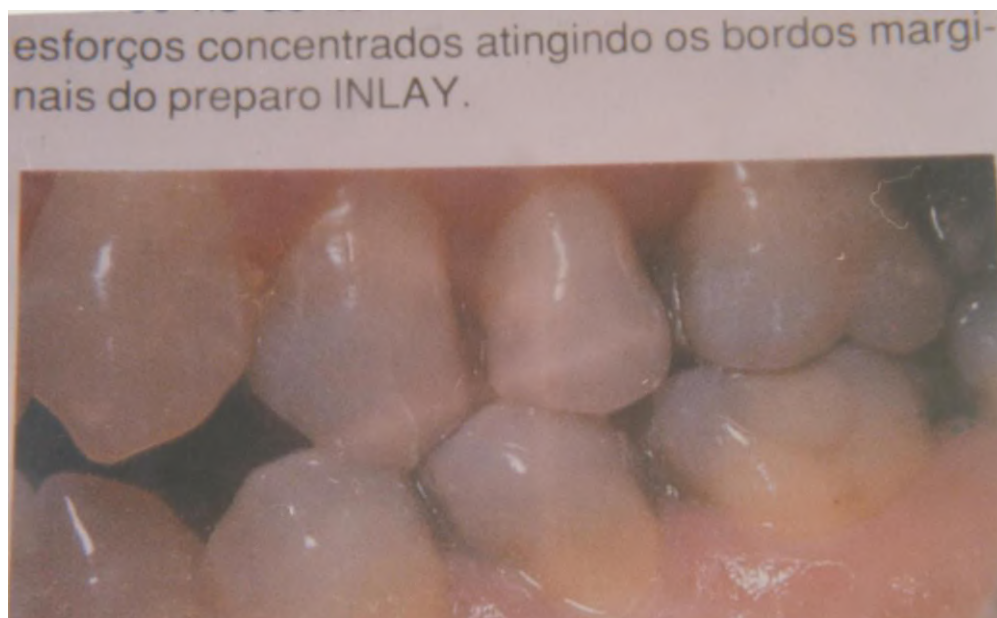 esforços concentrados atingindo os bordos margi-
nais do preparo INLAY.